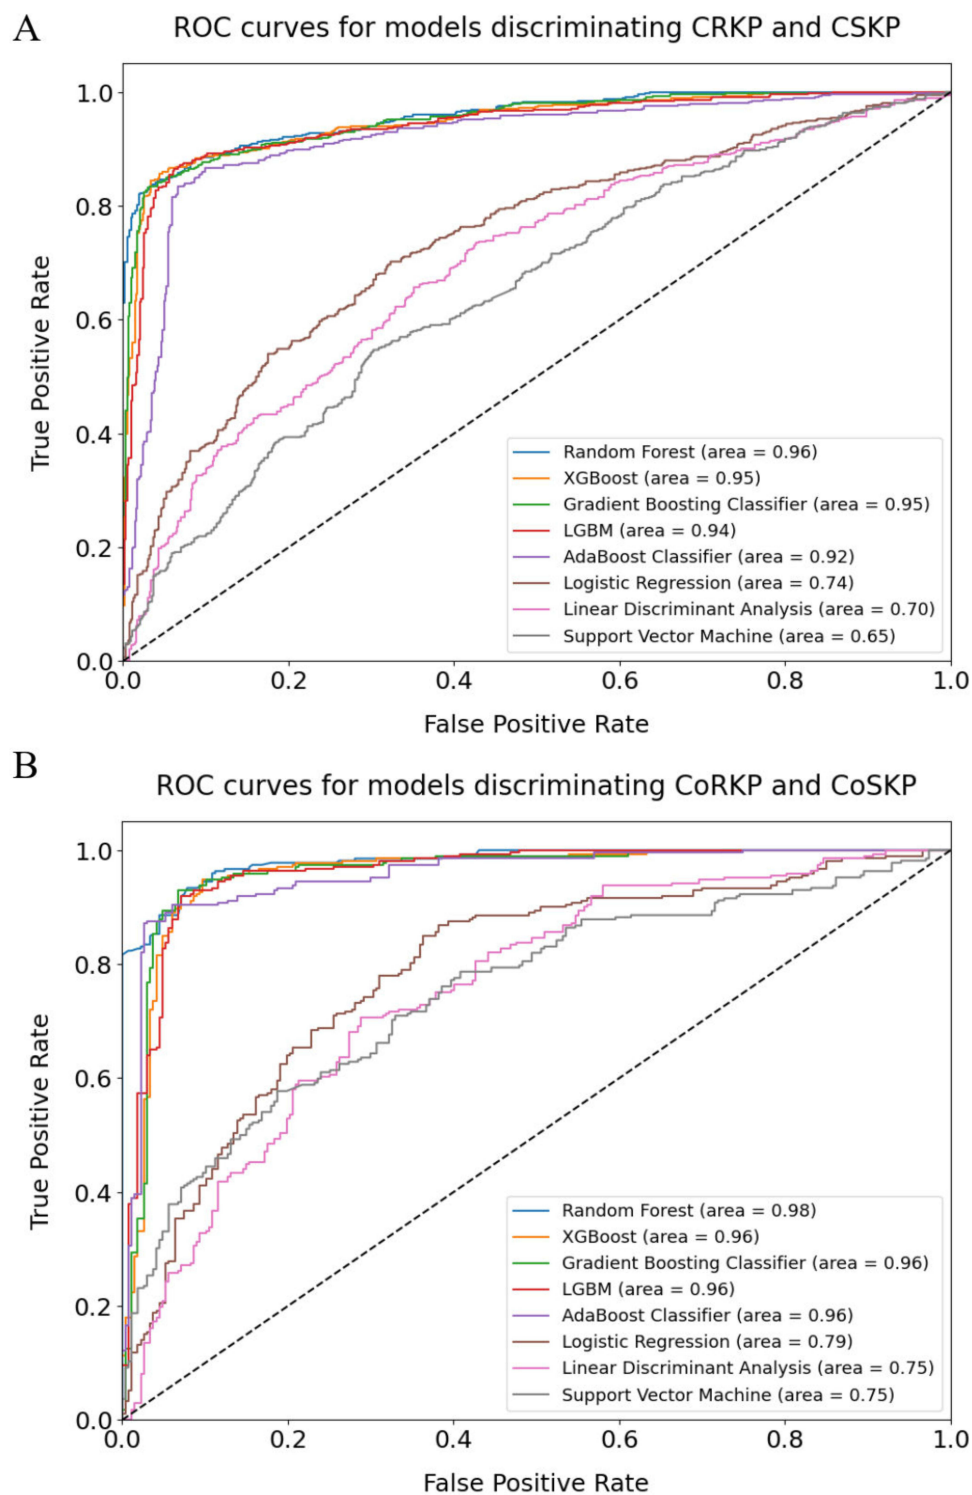 A
ROC curves for models discriminating CRKP and CSKP
1.0
0.8
0.6
0.4
0.2
0.0
True Positive Rate
Random Forest (area = 0.96)
XGBoost (area = 0.95)
Gradient Boosting Classifier (area = 0.95)
LGBM (area = 0.94)
AdaBoost Classifier (area = 0.92)
Logistic Regression (area = 0.74)
Linear Discriminant Analysis (area = 0.70)
Support Vector Machine (area = 0.65)
0.0 0.2 0.4 0.6 0.8 1.0
False Positive Rate
B
ROC curves for models discriminating CoRKP and CoSKP
1.0
0.8
0.6
0.4
0.2
0.0
True Positive Rate
Random Forest (area = 0.98)
XGBoost (area = 0.96)
Gradient Boosting Classifier (area = 0.96)
LGBM (area = 0.96)
AdaBoost Classifier (area = 0.96)
Logistic Regression (area = 0.79)
Linear Discriminant Analysis (area = 0.75)
Support Vector Machine (area = 0.75)
0.0 0.2 0.4 0.6 0.8 1.0
False Positive Rate